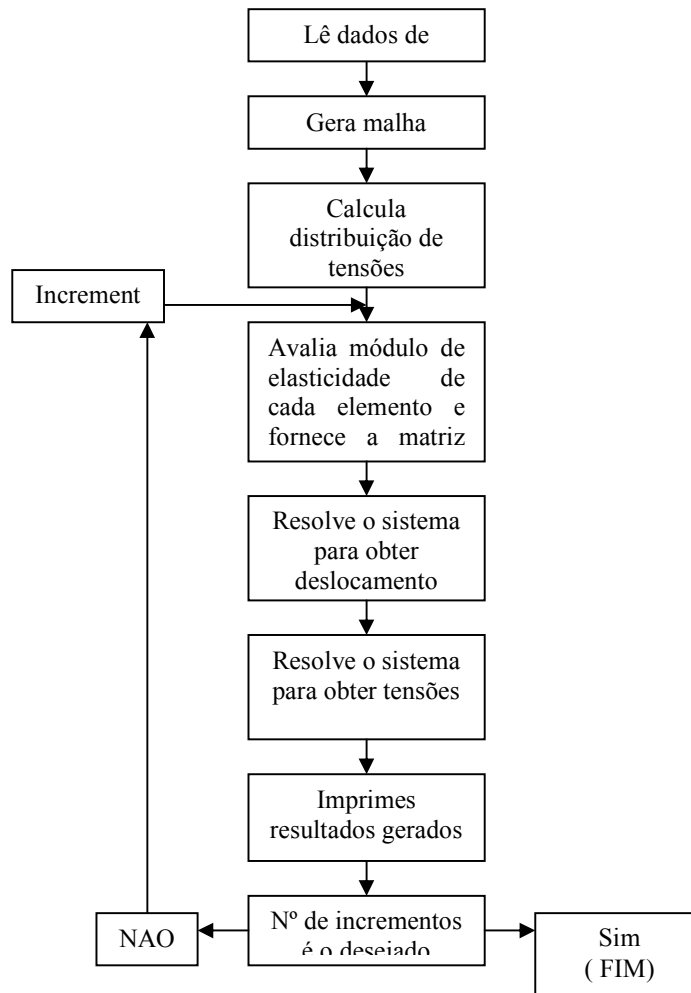 Lê dados de
Gera malha
Calcula
distribuição de
tensões
Increment
Avalia módulo de
elasticidade de
cada elemento e
fornece a matriz
Resolve o sistema
para obter
deslocamento
Resolve o sistema
para obter tensões
Imprimes
resultados gerados
Nº de incrementos
é o desejado
NAO
Sim
( FIM)